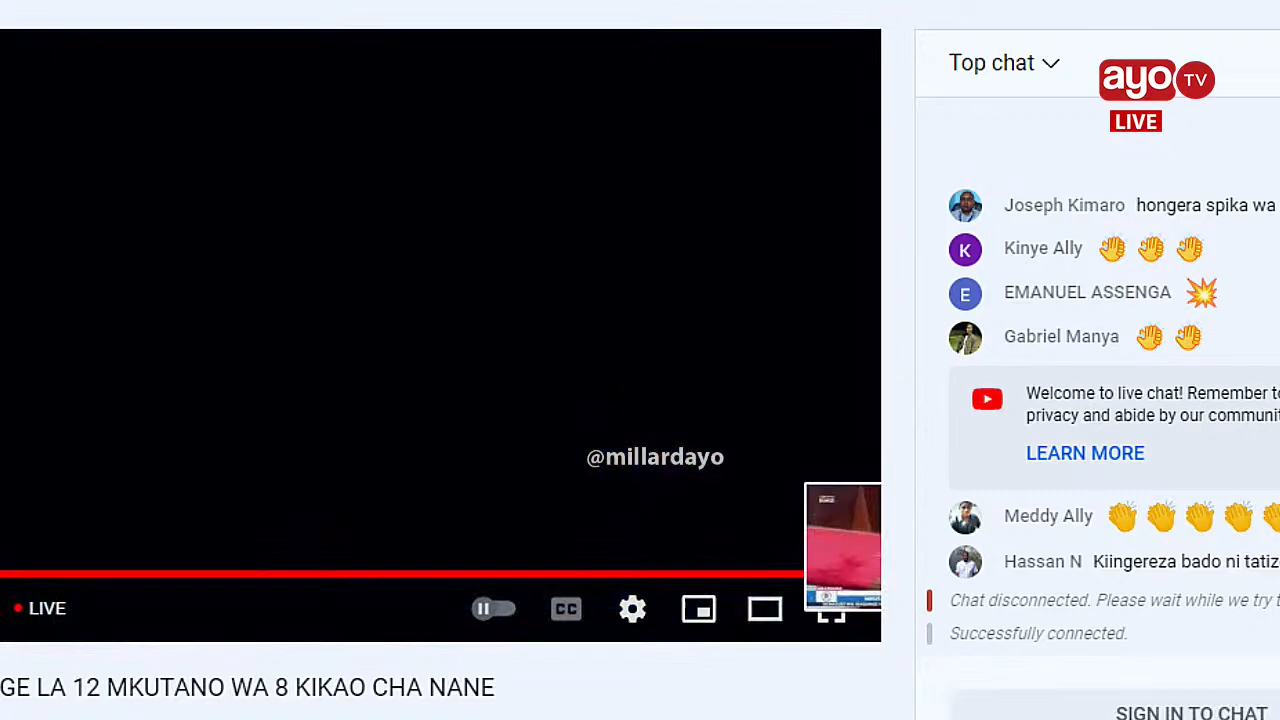 Top chat
ayo TV
LIVE
Joseph Kimaro hongera spika wa
K Kinye Ally
E EMANUEL ASSENGA
Gabriel Manya
Welcome to live chat! Remember to
privacy and abide by our communit
LEARN MORE
@millardayo
Meddy Ally
Hassan N Kiingereza bado ni tatiz
Chat disconnected. Please wait while we try t
LIVE
CC
Successfully connected.
GE LA 12 MKUTANO WA 8 KIKAO CHA NANE
SIGN IN TO CHAT